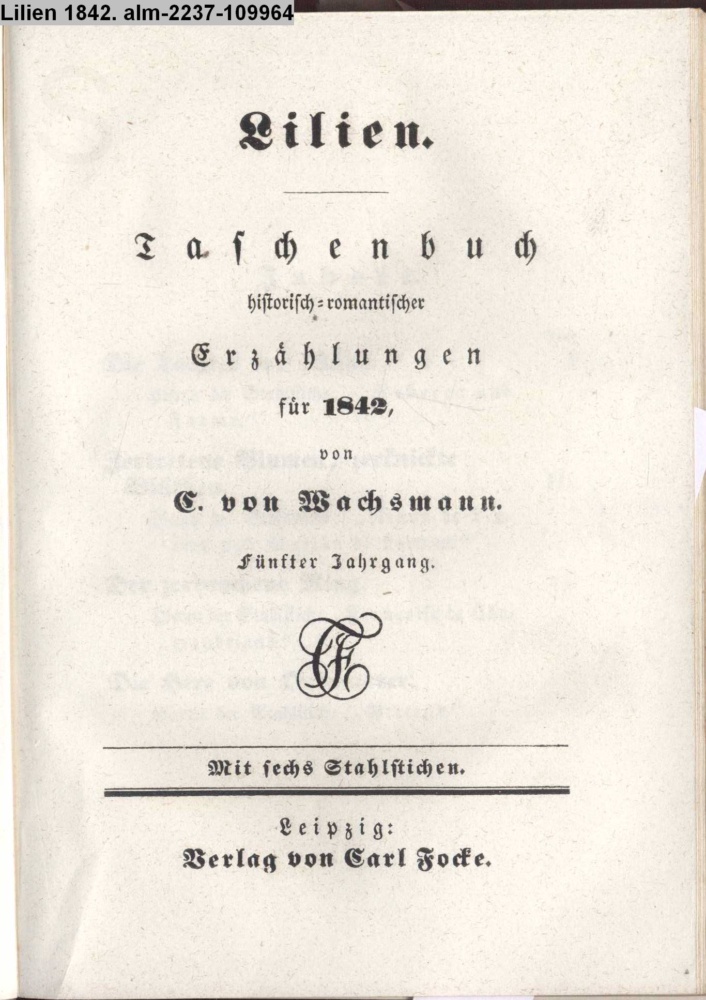 Lilien 1842. alm-2237-109964
Lilien.
Taschenbuch
historisch-romantischer
Erzählungen
für 1842,
von
C. von Wachsmann.
Fünfter Jahrgang.
CF
Mit sechs Stahlstichen.
Leipzig:
Verlag von Carl Focke.